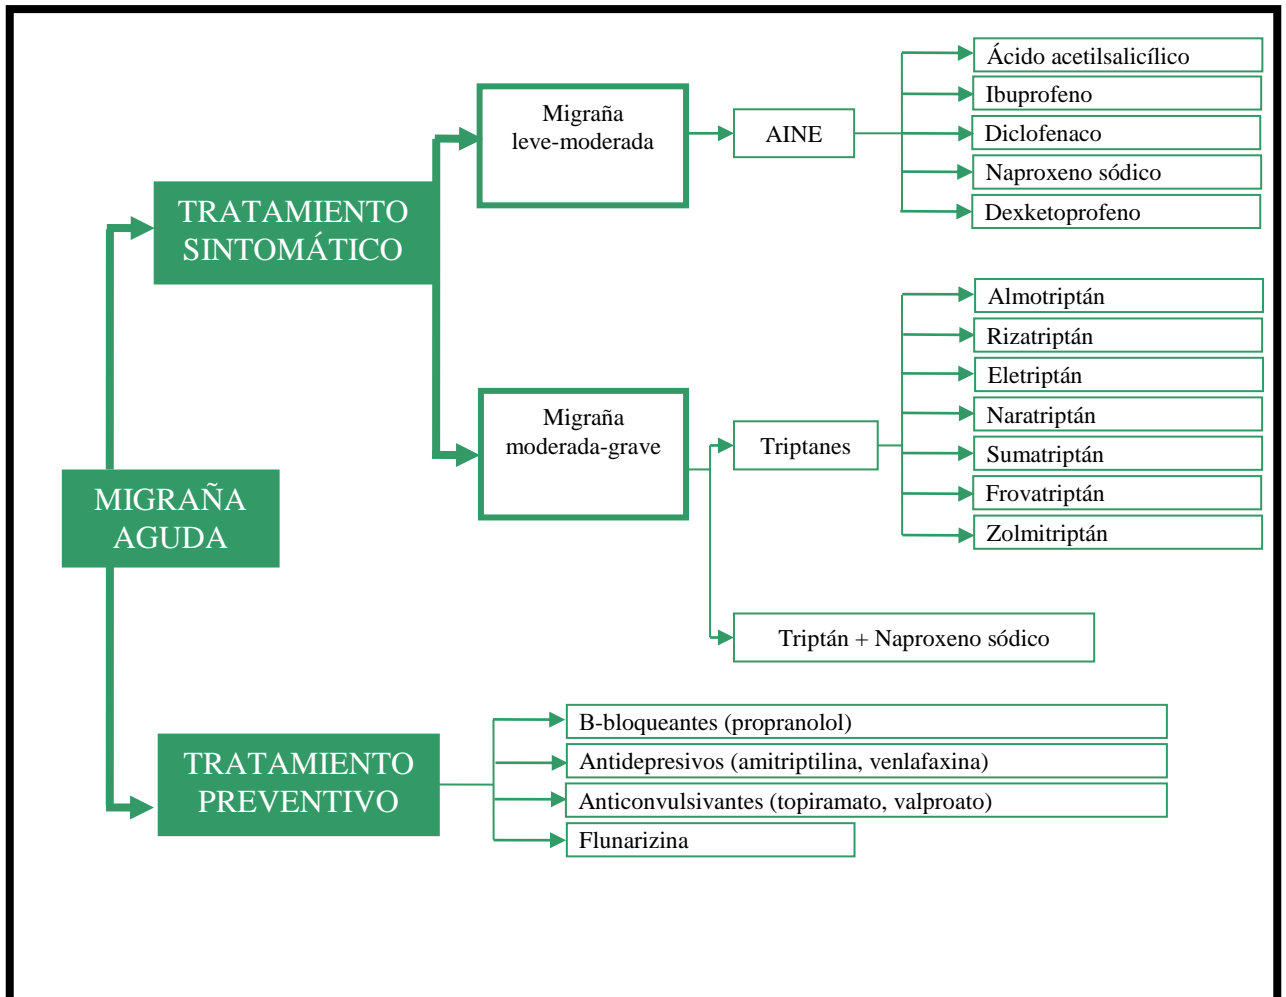 MIGRAÑA
AGUDA
TRATAMIENTO
SINTOMÁTICO
Migraña
leve-moderada
AINE
Ácido acetilsalicílico
Ibuprofeno
Diclofenaco
Naproxeno sódico
Dexketoprofeno
Migraña
moderada-grave
Triptanes
Almotriptán
Rizatriptán
Eletriptán
Naratriptán
Sumatriptán
Frovatriptán
Zolmitriptán
Triptán + Naproxeno sódico
TRATAMIENTO
PREVENTIVO
B-bloqueantes (propranolol)
Antidepresivos (amitriptilina, venlafaxina)
Anticonvulsivantes (topiramato, valproato)
Flunarizina